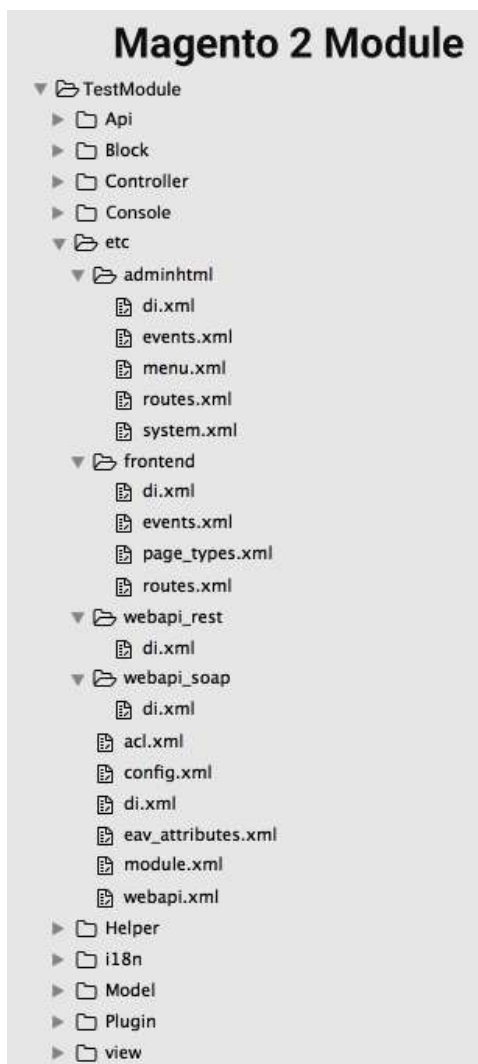 Magento 2 Module
TestModule
Api
Block
Controller
Console
etc
adminhtml
di.xml
events.xml
menu.xml
routes.xml
system.xml
frontend
di.xml
events.xml
page_types.xml
routes.xml
webapi_rest
di.xml
webapi_soap
di.xml
acl.xml
config.xml
di.xml
eav_attributes.xml
module.xml
webapi.xml
Helper
i18n
Model
Plugin
view